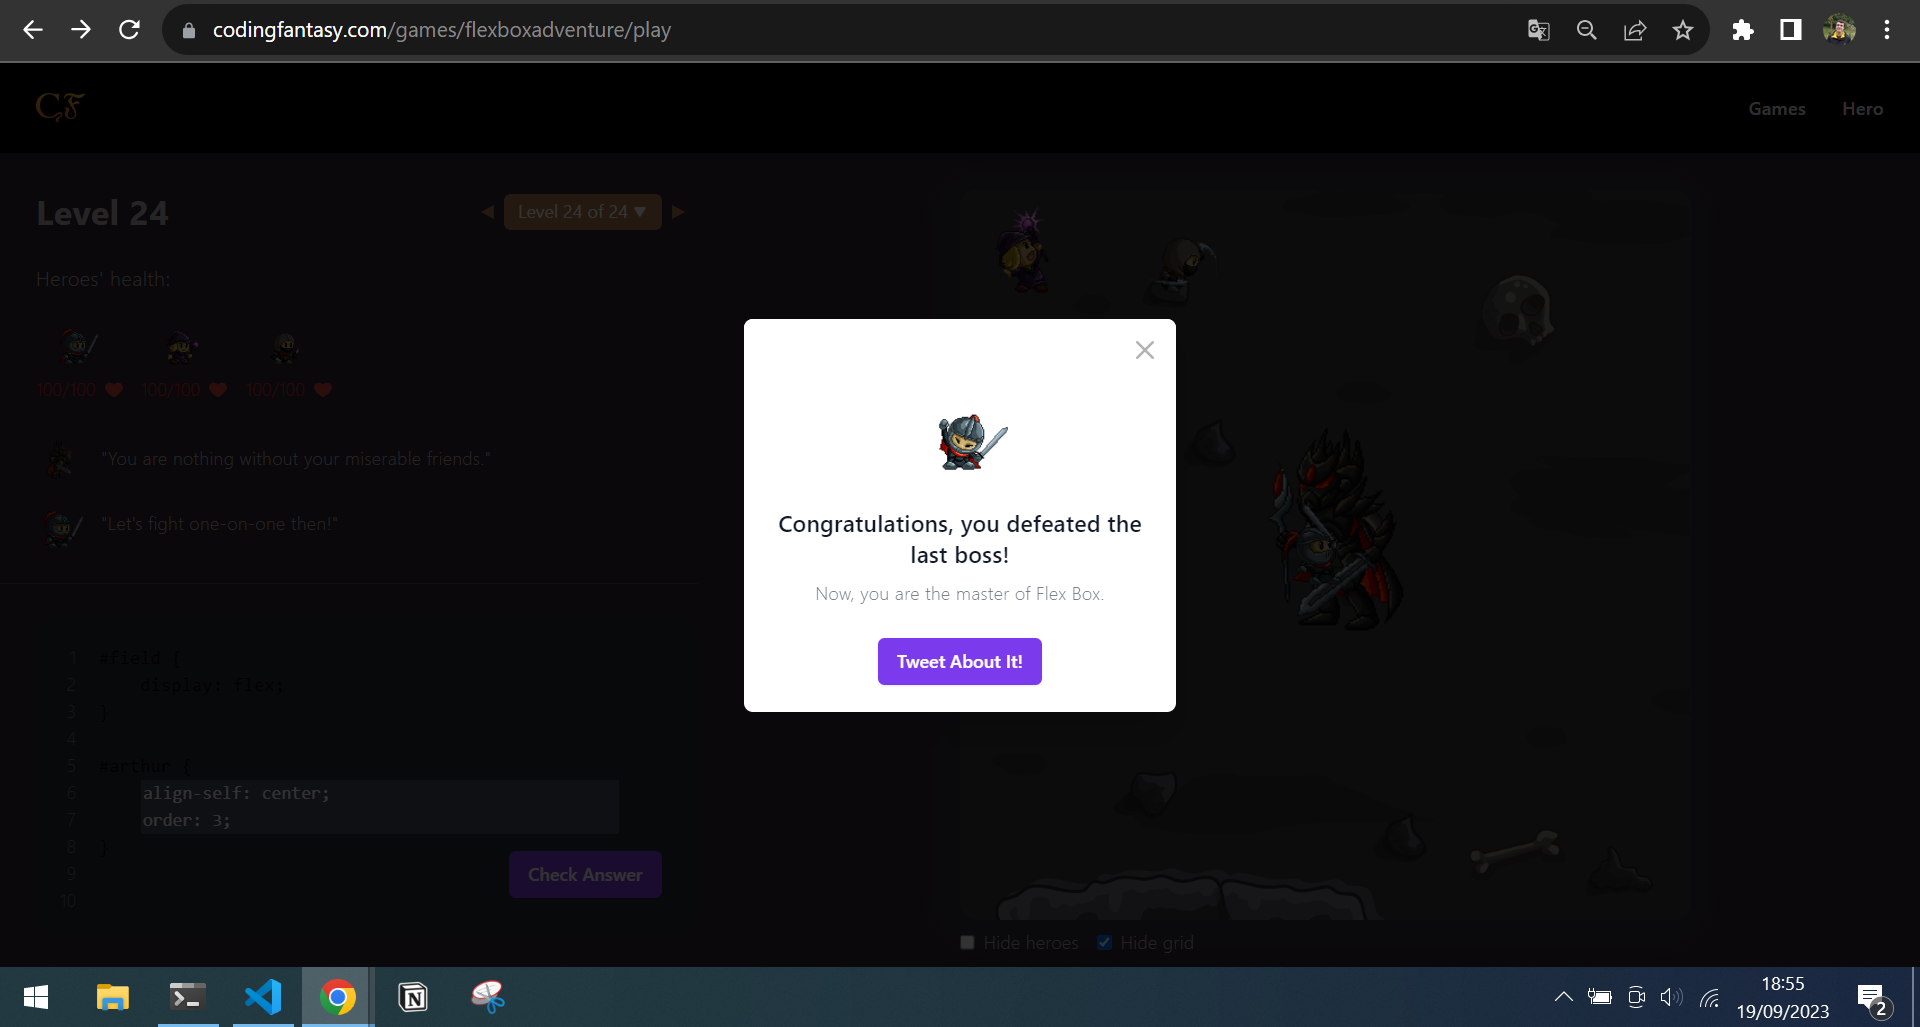 codingfantasy.com/games/flexboxadventure/play
CF
Games
Hero
Level 24
Level 24 of 24
Heroes' health:
100/100
100/100
100/100
"You are nothing without your miserable friends."
"Let's fight one-on-one then!"
1 #field {
2 display: flex;
3 }
4
5 #arthur {
6 align-self: center;
7 order: 3;
8 }
9
10
Check Answer
Congratulations, you defeated the
last boss!
Now, you are the master of Flex Box.
Tweet About It!
Hide heroes
Hide grid
18:55
19/09/2023
2